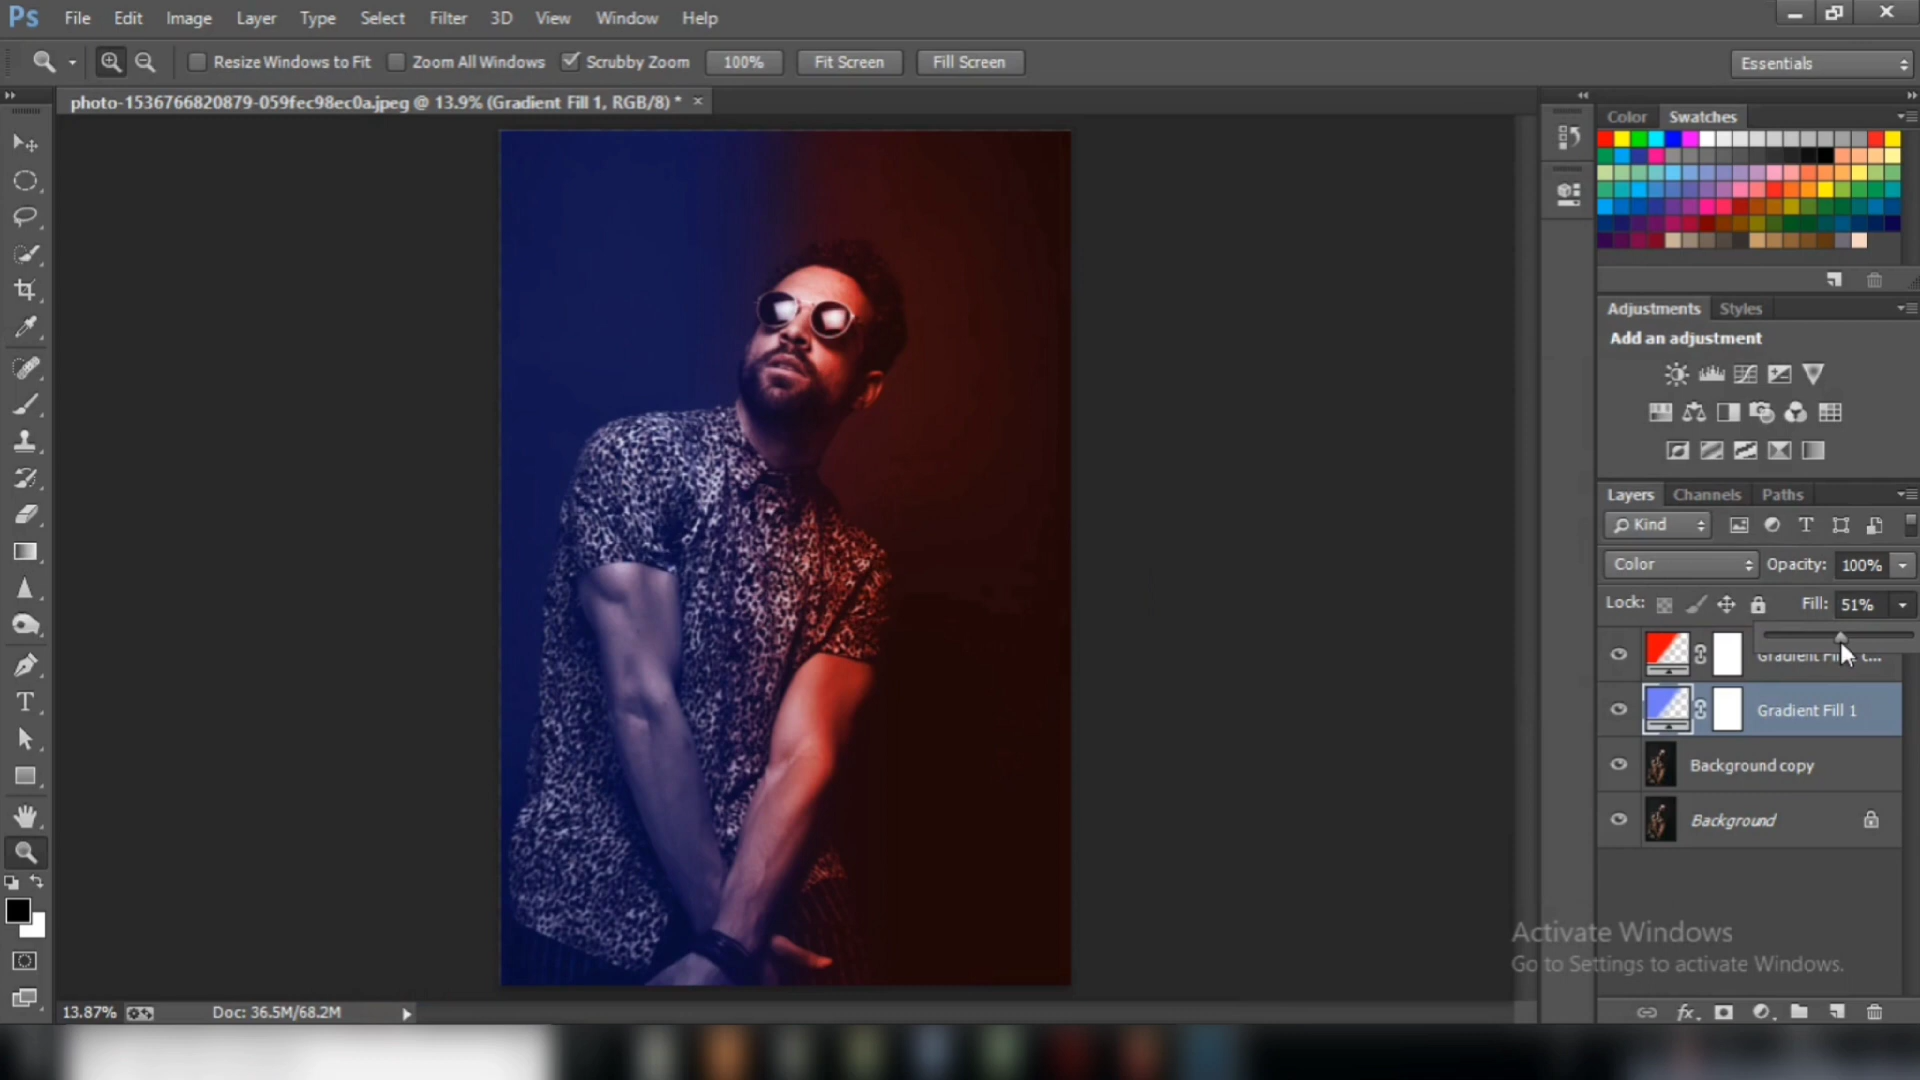 Ps File Edit Image Layer Type Select Filter 3D View Window Help
Resize Windows to Fit Zoom All Windows Scrubby Zoom 100% Fit Screen Fill Screen Essentials
photo-1536766820879-059fec98ec0a.jpeg @ 13.9% (Gradient Fill 1, RGB/8) * ×
Color Swatches
Adjustments Styles
Add an adjustment
Layers Channels Paths
Kind T
Color Opacity: 100%
Lock: Fill: 51%
Gradient
Gradient Fill 1
Background copy
Background
T
Activate Windows
Go to Settings to activate Windows.
13.87% Doc: 36.5M/68.2M
fx.